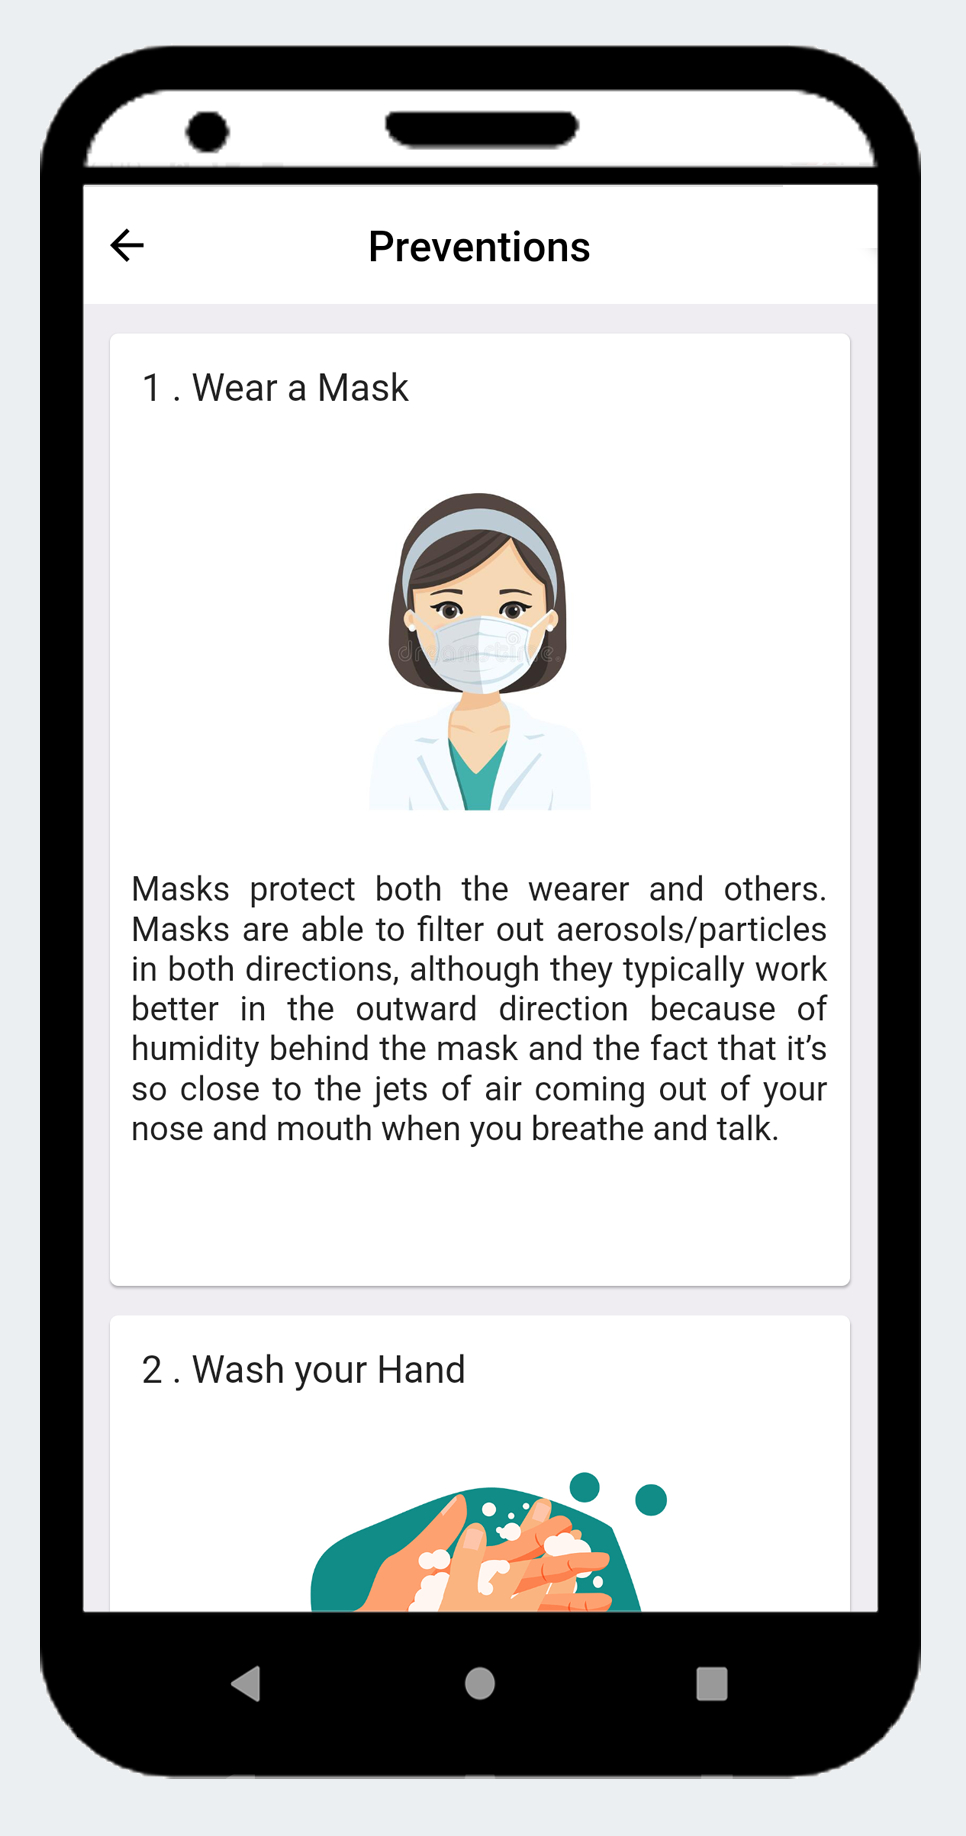 Preventions
1 . Wear a Mask
dreamstime.
Masks protect both the wearer and others.
Masks are able to filter out aerosols/particles
in both directions, although they typically work
better in the outward direction because of
humidity behind the mask and the fact that it’s
so close to the jets of air coming out of your
nose and mouth when you breathe and talk.
2 . Wash your Hand